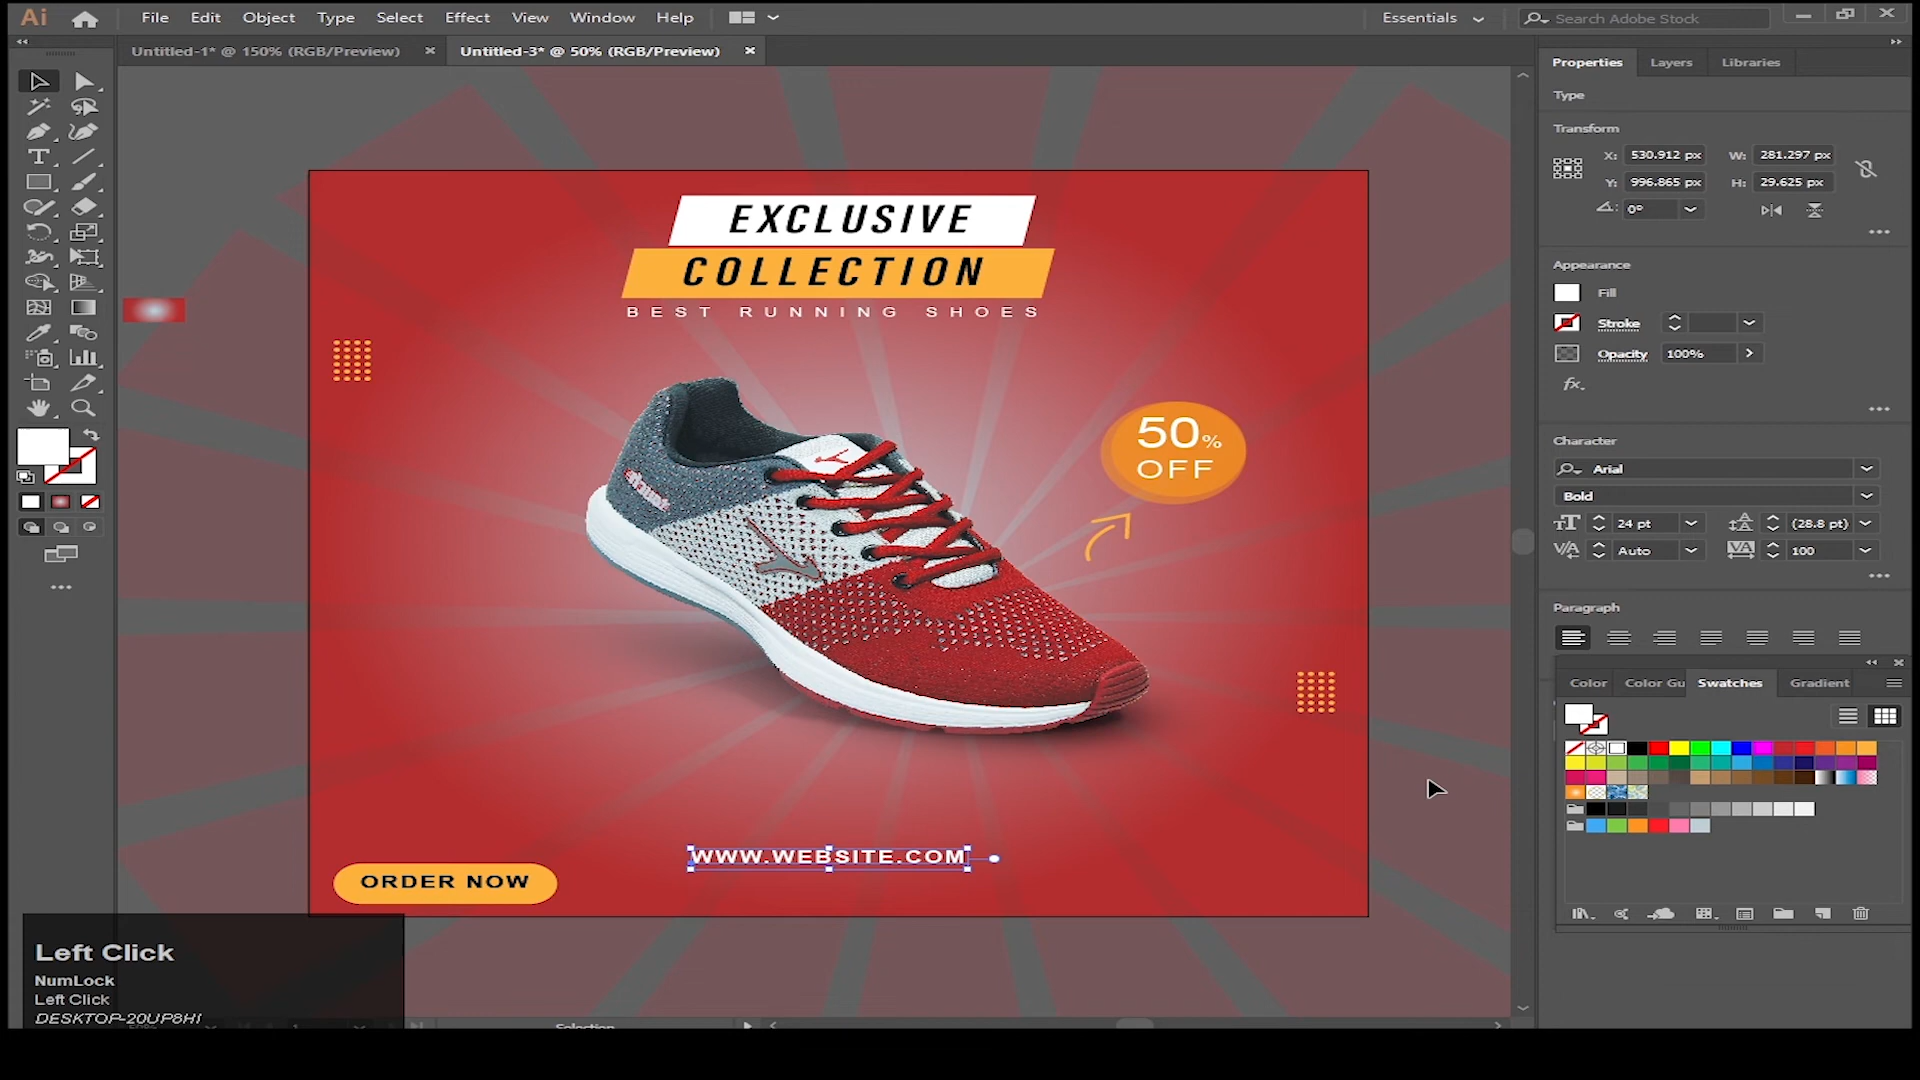 Ai File Edit Object Type Select Effect View Window Help Essentials Search Adobe Stock
Untitled-1* @ 150% (RGB/Preview) Untitled-3* @ 50% (RGB/Preview)
Properties Layers Libraries
Type
Transform
X: 530.912 px W: 281.297 px
Y: 996.865 px H: 29.625 px
0°
Appearance
Fill
Stroke
Opacity 100%
fx.
Character
Arial
Bold
24 pt (28.8 pt)
Auto 100
Paragraph
Color Color Gu Swatches Gradient
EXCLUSIVE
COLLECTION
BEST RUNNING SHOES
50%
OFF
WWW.WEBSITE.COM
ORDER NOW
Left Click
NumLock
Left Click
DESKTOP-20UP8HI
Selection